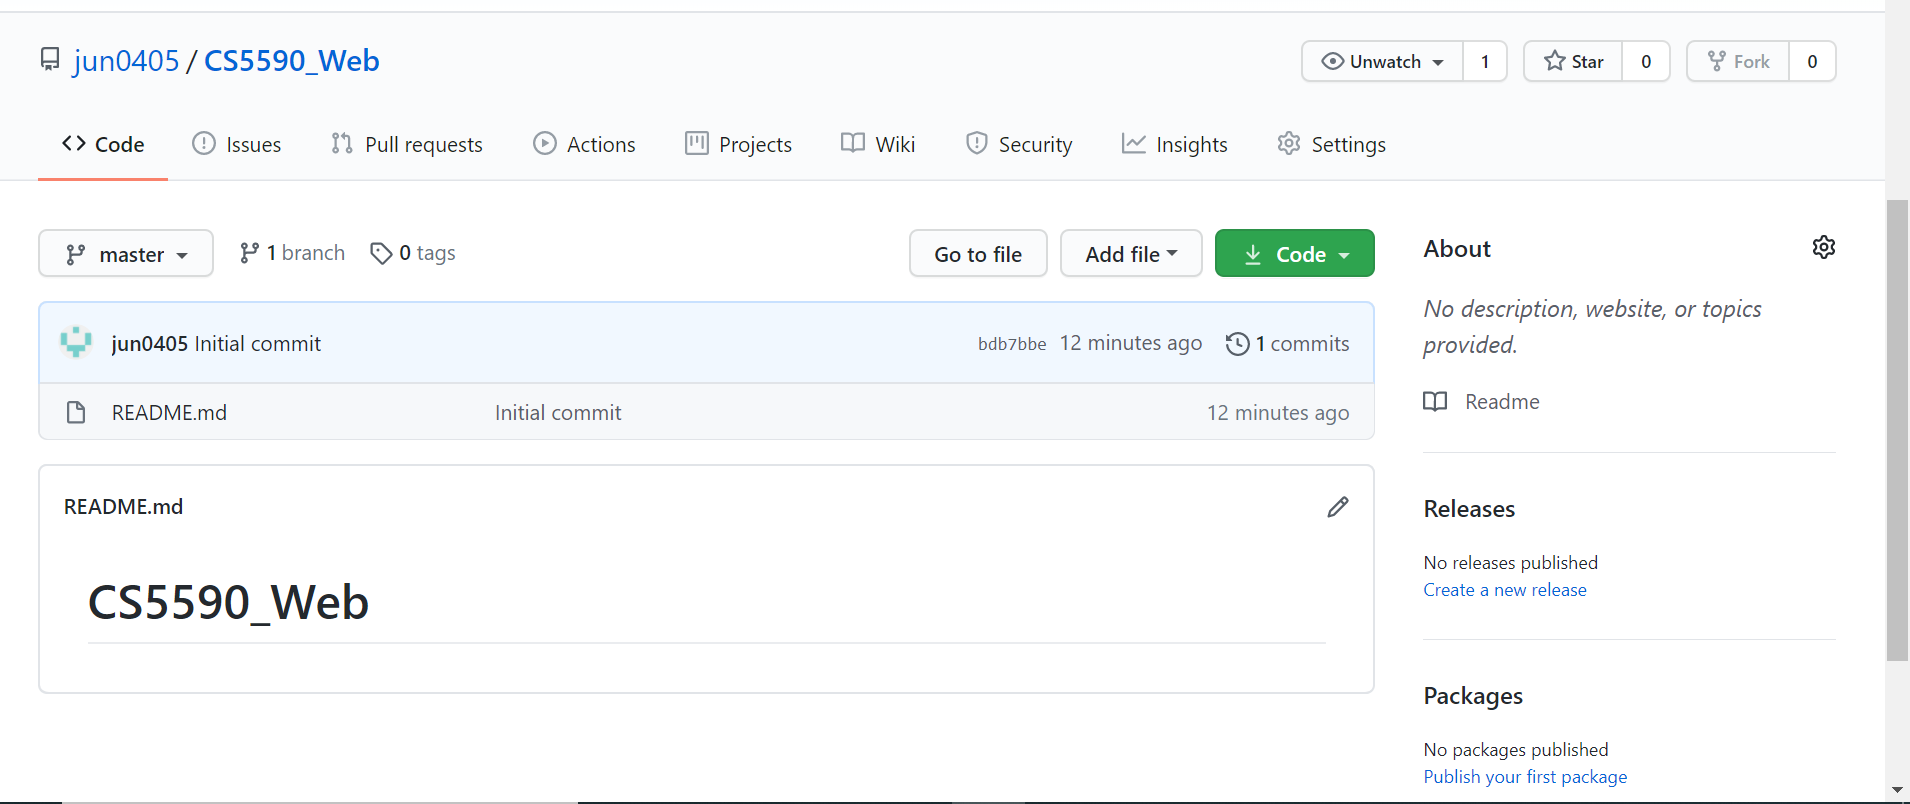 jun0405 / CS5590_Web
Unwatch 1 Star 0 Fork 0
Code Issues Pull requests Actions Projects Wiki Security Insights Settings
master 1 branch 0 tags Go to file Add file Code
jun0405 Initial commit bdb7bbe 12 minutes ago 1 commits
README.md Initial commit 12 minutes ago
README.md
CS5590_Web
About
No description, website, or topics
provided.
Readme
Releases
No releases published
Create a new release
Packages
No packages published
Publish your first package